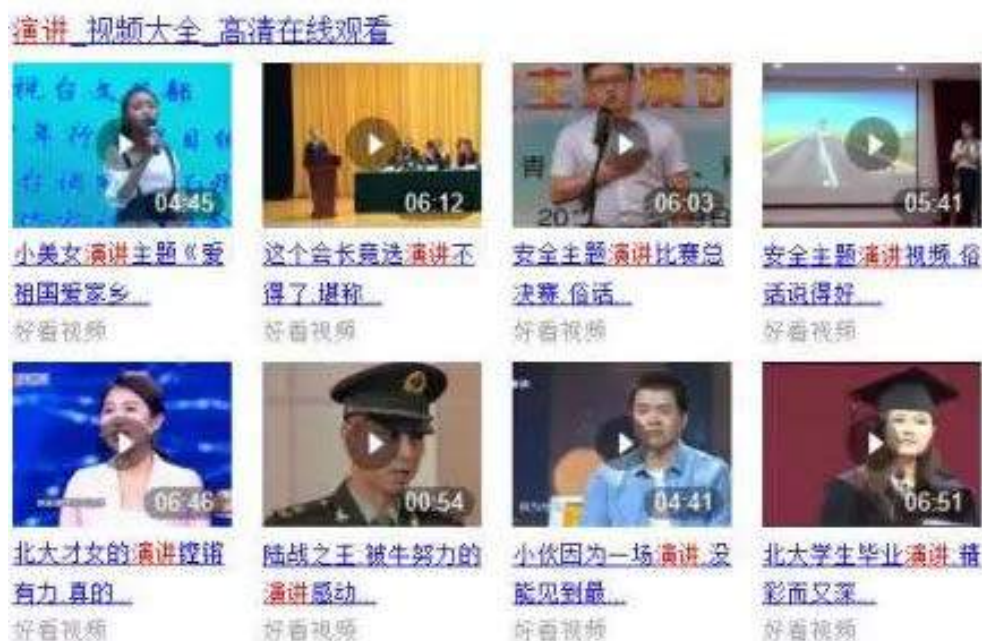 演讲_视频大全_高清在线观看
04:45
06:12
06:03
05:41
小美女演讲主题《爱
祖国爱家乡...
好看视频
这个会长竞选演讲不
得了,堪称...
好看视频
安全主题演讲比赛总
决赛,俗话...
好看视频
安全主题演讲视频,俗
话说得好,...
好看视频
06:46
00:54
04:41
06:51
北大才女的演讲铿锵
有力,真的...
好看视频
陆战之王:被牛努力的
演讲感动...
好看视频
小伙因为一场演讲,没
能见到最...
好看视频
北大学生毕业演讲,精
彩而又深...
好看视频